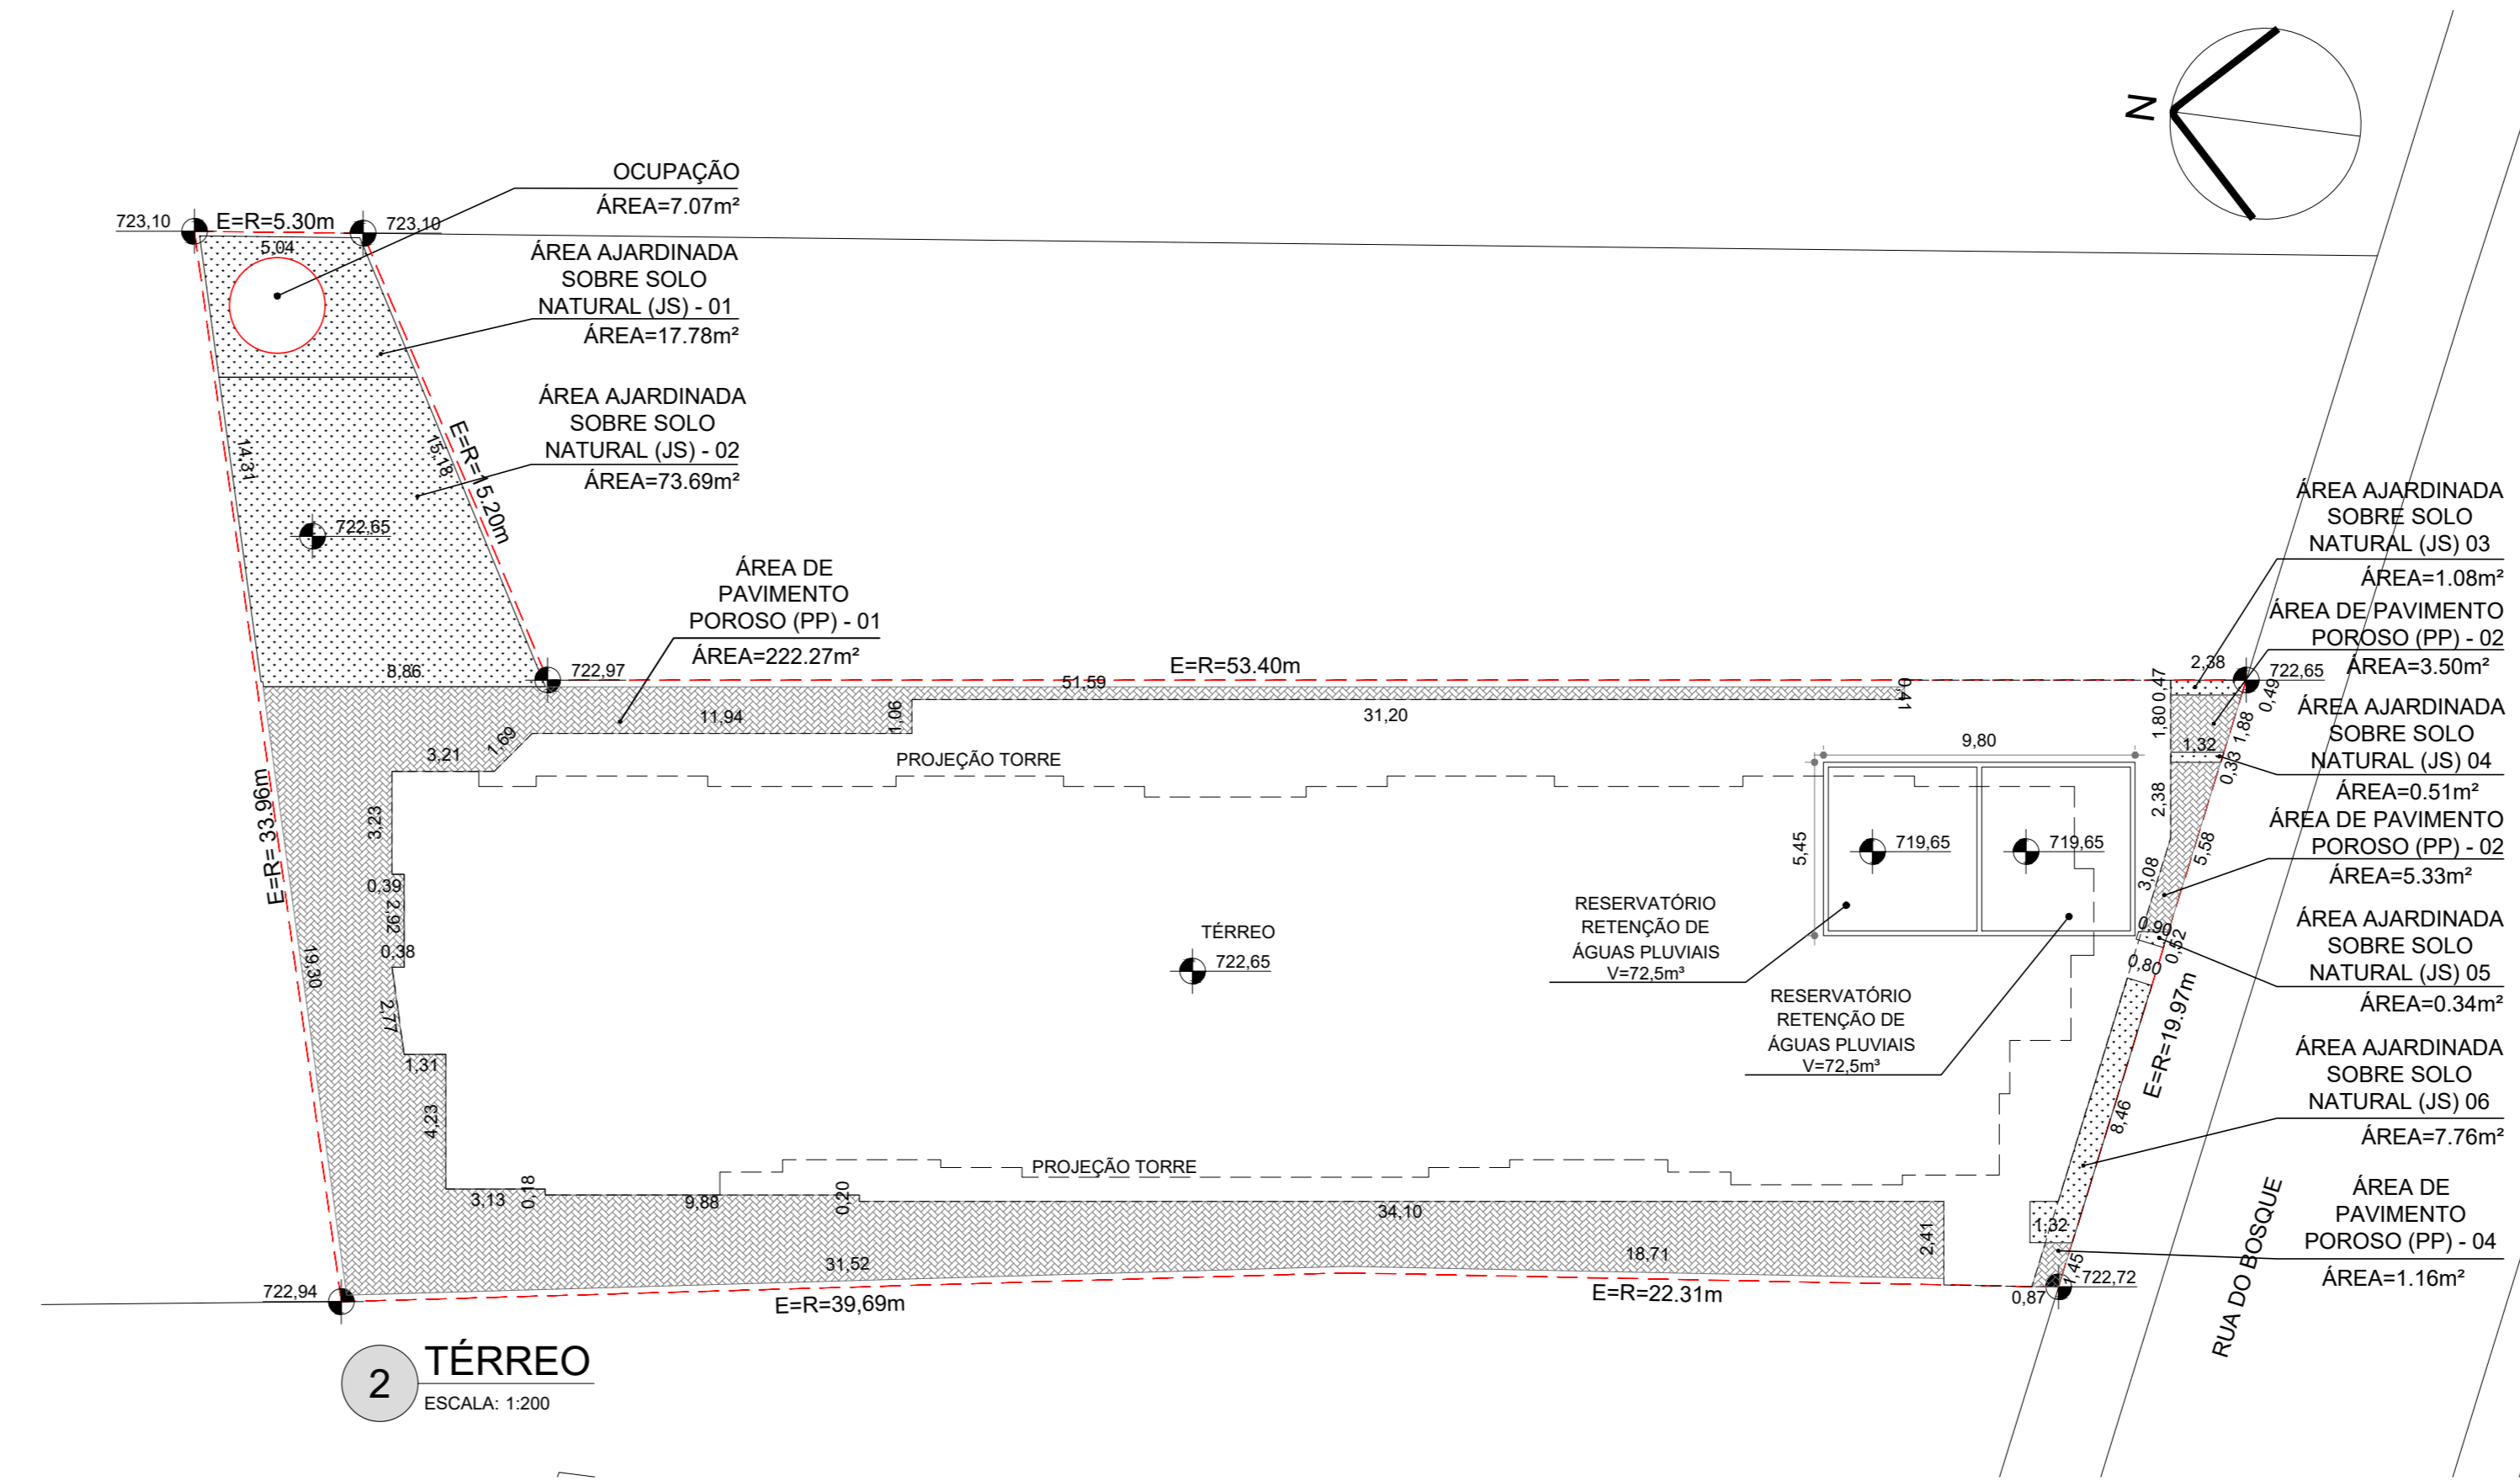 N
OCUPAÇÃO
ÁREA=7.07m²
723,10
E=R=5.30m
723,10
5,04
ÁREA AJARDINADA
SOBRE SOLO
NATURAL (JS) - 01
ÁREA=17.78m²
ÁREA AJARDINADA
SOBRE SOLO
NATURAL (JS) - 02
ÁREA=73.69m²
14,31
15,18
E=R=15.20m
722,65
ÁREA DE
PAVIMENTO
POROSO (PP) - 01
ÁREA=222.27m²
8,86
722,97
E=R=53.40m
51,59
11,94
1,06
31,20
0,41
3,21
1,69
PROJEÇÃO TORRE
3,23
0,39
2,92
0,38
2,77
1,31
4,23
E=R= 33.96m
19,30
TÉRREO
722,65
9,80
5,45
719,65
719,65
RESERVATÓRIO
RETENÇÃO DE
ÁGUAS PLUVIAIS
V=72,5m³
RESERVATÓRIO
RETENÇÃO DE
ÁGUAS PLUVIAIS
V=72,5m³
ÁREA AJARDINADA
SOBRE SOLO
NATURAL (JS) 03
ÁREA=1.08m²
ÁREA DE PAVIMENTO
POROSO (PP) - 02
ÁREA=3.50m²
2,38
722,65
0,47
0,49
1,80
1,88
ÁREA AJARDINADA
SOBRE SOLO
NATURAL (JS) 04
ÁREA=0.51m²
1,32
0,33
2,38
ÁREA DE PAVIMENTO
POROSO (PP) - 02
ÁREA=5.33m²
5,58
3,08
ÁREA AJARDINADA
SOBRE SOLO
NATURAL (JS) 05
ÁREA=0.34m²
0,90
0,52
0,80
E=R=19.97m
ÁREA AJARDINADA
SOBRE SOLO
NATURAL (JS) 06
ÁREA=7.76m²
8,46
PROJEÇÃO TORRE
3,13
0,18
9,88
0,20
34,10
2,41
1,32
31,52
18,71
ÁREA DE
PAVIMENTO
POROSO (PP) - 04
ÁREA=1.16m²
1,45
722,72
0,87
RUA DO BOSQUE
722,94
E=R=39,69m
E=R=22.31m
2
TÉRREO
ESCALA: 1:200